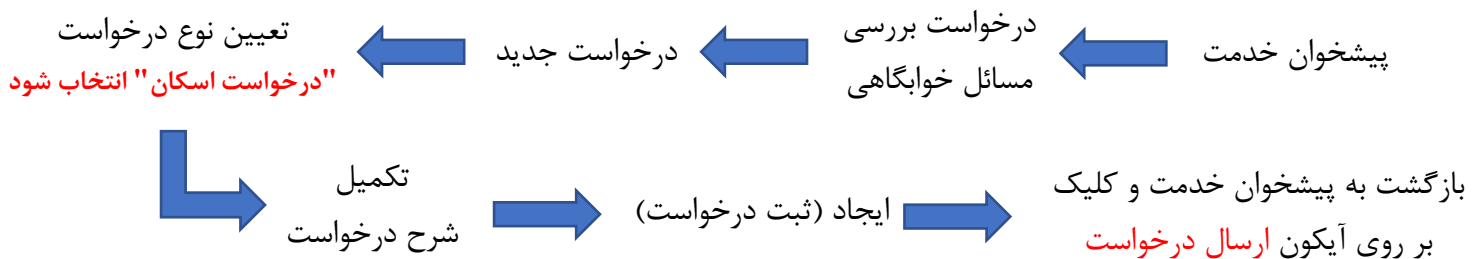 پیشخوان خدمت
درخواست بررسی
مسائل خوابگاهی
درخواست جدید
تعیین نوع درخواست
"درخواست اسکان" انتخاب شود
تکمیل
شرح درخواست
ایجاد (ثبت درخواست)
بازگشت به پیشخوان خدمت و کلیک
بر روی آیکون ارسال درخواست